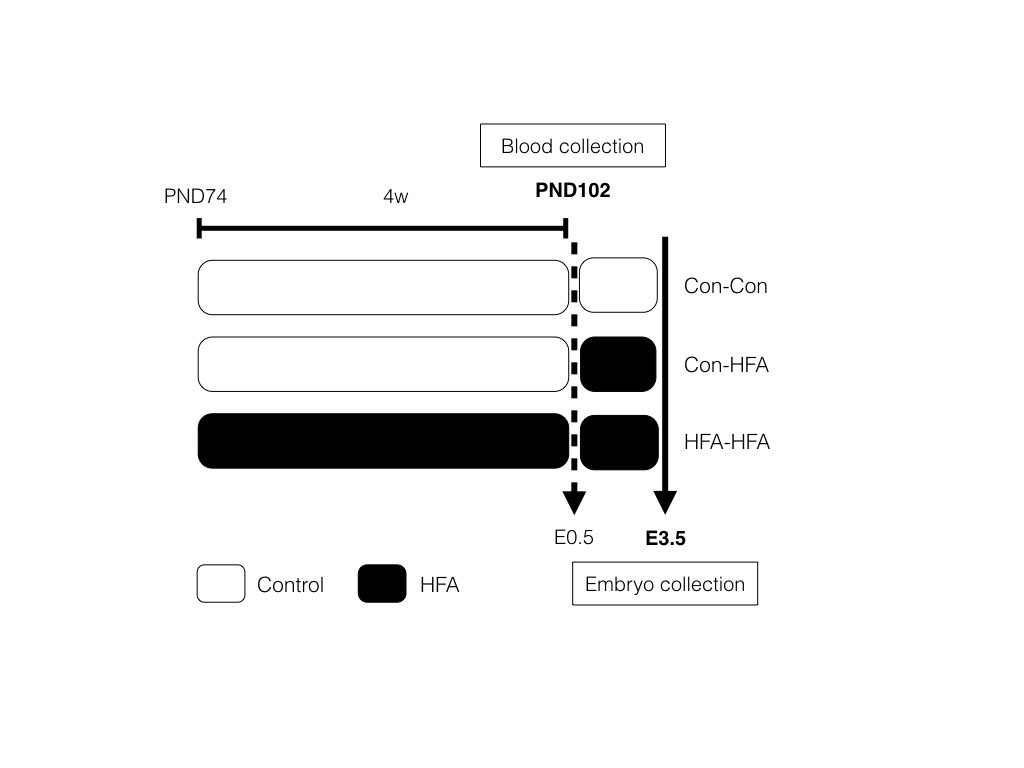 Blood collection
PND74
4w
PND102
Con-Con
Con-HFA
HFA-HFA
E0.5
E3.5
Control
HFA
Embryo collection